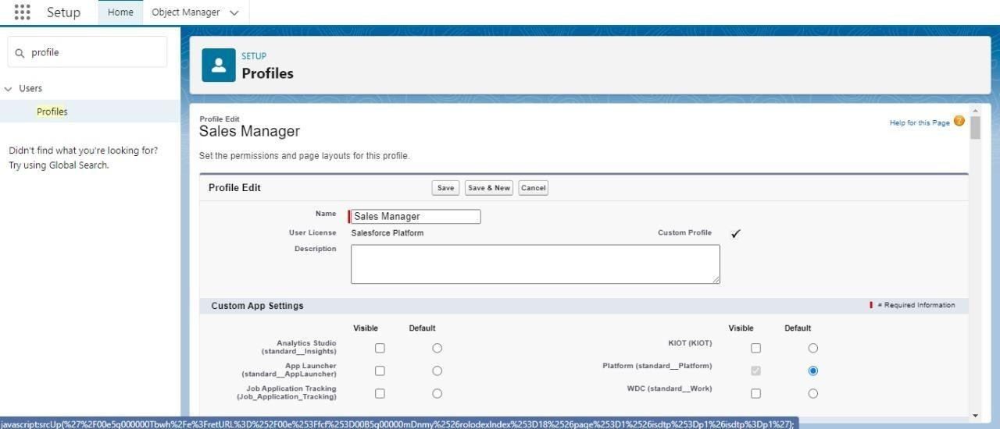 Setup Home Object Manager
profile
Users
Profiles
Didn't find what you're looking for?
Try using Global Search.
SETUP
Profiles
Profile Edit
Sales Manager
Help for this Page ?
Set the permissions and page layouts for this profile.
Profile Edit Save Save & New Cancel
Name Sales Manager
User License Salesforce Platform Custom Profile
Description
Custom App Settings = Required Information
Visible Default Visible Default
Analytics Studio
(standard__Insights)
KIOT (KIOT)
App Launcher
(standard__AppLauncher)
Platform (standard__Platform)
Job Application Tracking
(Job_Application_Tracking)
WDC (standard__Work)
javascript:srcUp(%27%2F00e5g000000Tbwh%2Fe%3FretURL%3D%252F00e%253Ffcf%253D00B5g00000mDnmy%2526rolodexIndex%253D18%2526page%253D1%2526isdtp%253Dp1%26isdtp%3Dp1%27);